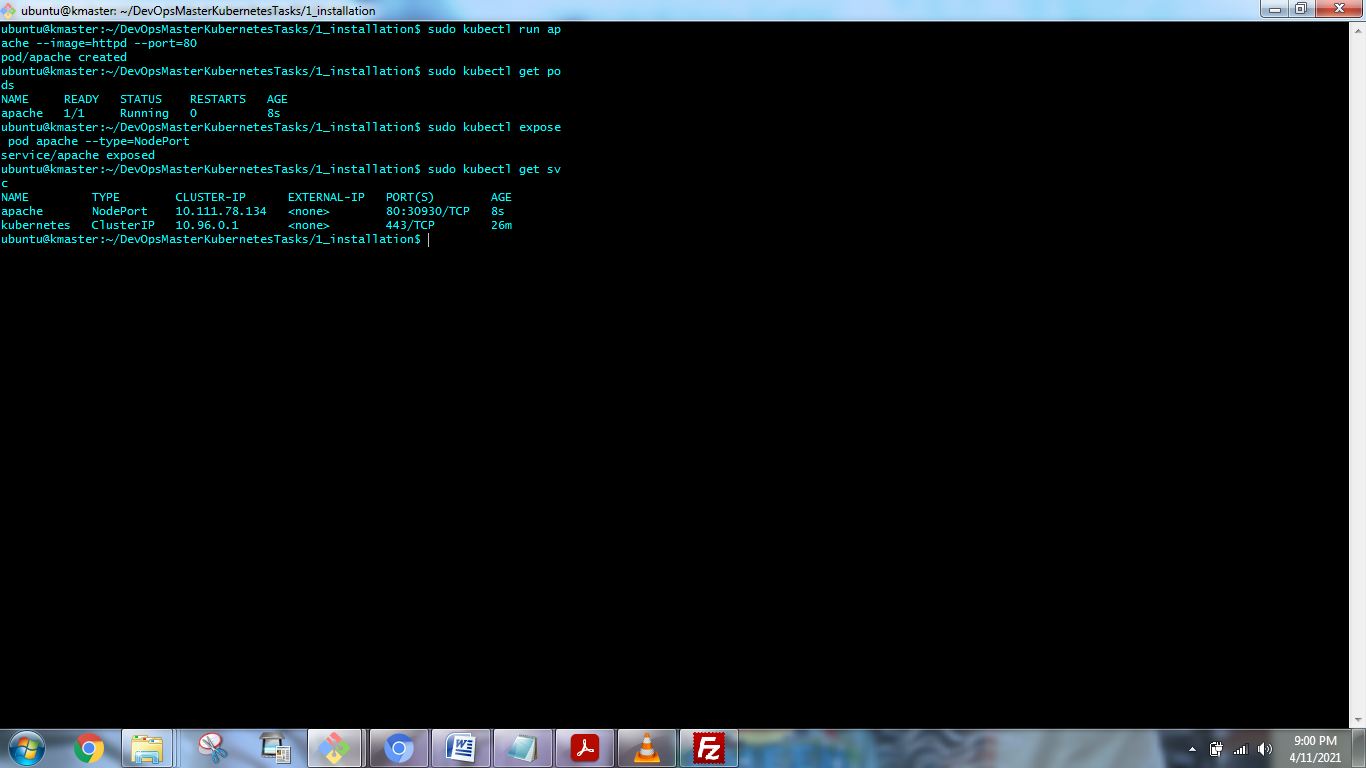 ubuntu@kmaster: ~/DevOpsMasterKubernetesTasks/1_installation
ubuntu@kmaster:~/DevOpsMasterKubernetesTasks/1_installation$ sudo kubectl run ap
ache --image=httpd --port=80
pod/apache created
ubuntu@kmaster:~/DevOpsMasterKubernetesTasks/1_installation$ sudo kubectl get po
ds
NAME     READY   STATUS    RESTARTS   AGE
apache   1/1     Running   0          8s
ubuntu@kmaster:~/DevOpsMasterKubernetesTasks/1_installation$ sudo kubectl expose
 pod apache --type=NodePort
service/apache exposed
ubuntu@kmaster:~/DevOpsMasterKubernetesTasks/1_installation$ sudo kubectl get sv
c
NAME         TYPE        CLUSTER-IP      EXTERNAL-IP   PORT(S)        AGE
apache       NodePort    10.111.78.134   <none>        80:30930/TCP   8s
kubernetes   ClusterIP   10.96.0.1       <none>        443/TCP        26m
ubuntu@kmaster:~/DevOpsMasterKubernetesTasks/1_installation$
W
FZ
9:00 PM
4/11/2021